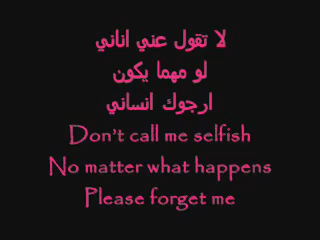 لا تقول عني اناني
لو مهما يكون
ارجوك انساني
Don't call me selfish
No matter what happens
Please forget me